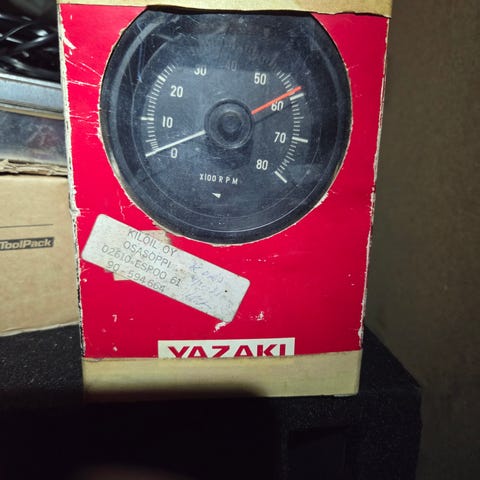 0
10
20
30
40
50
60
70
80
X100 RPM
ToolPack
KILOIL OY
OSASOPPI
02610-ESPOO 61
90-594 664
YAZAKI